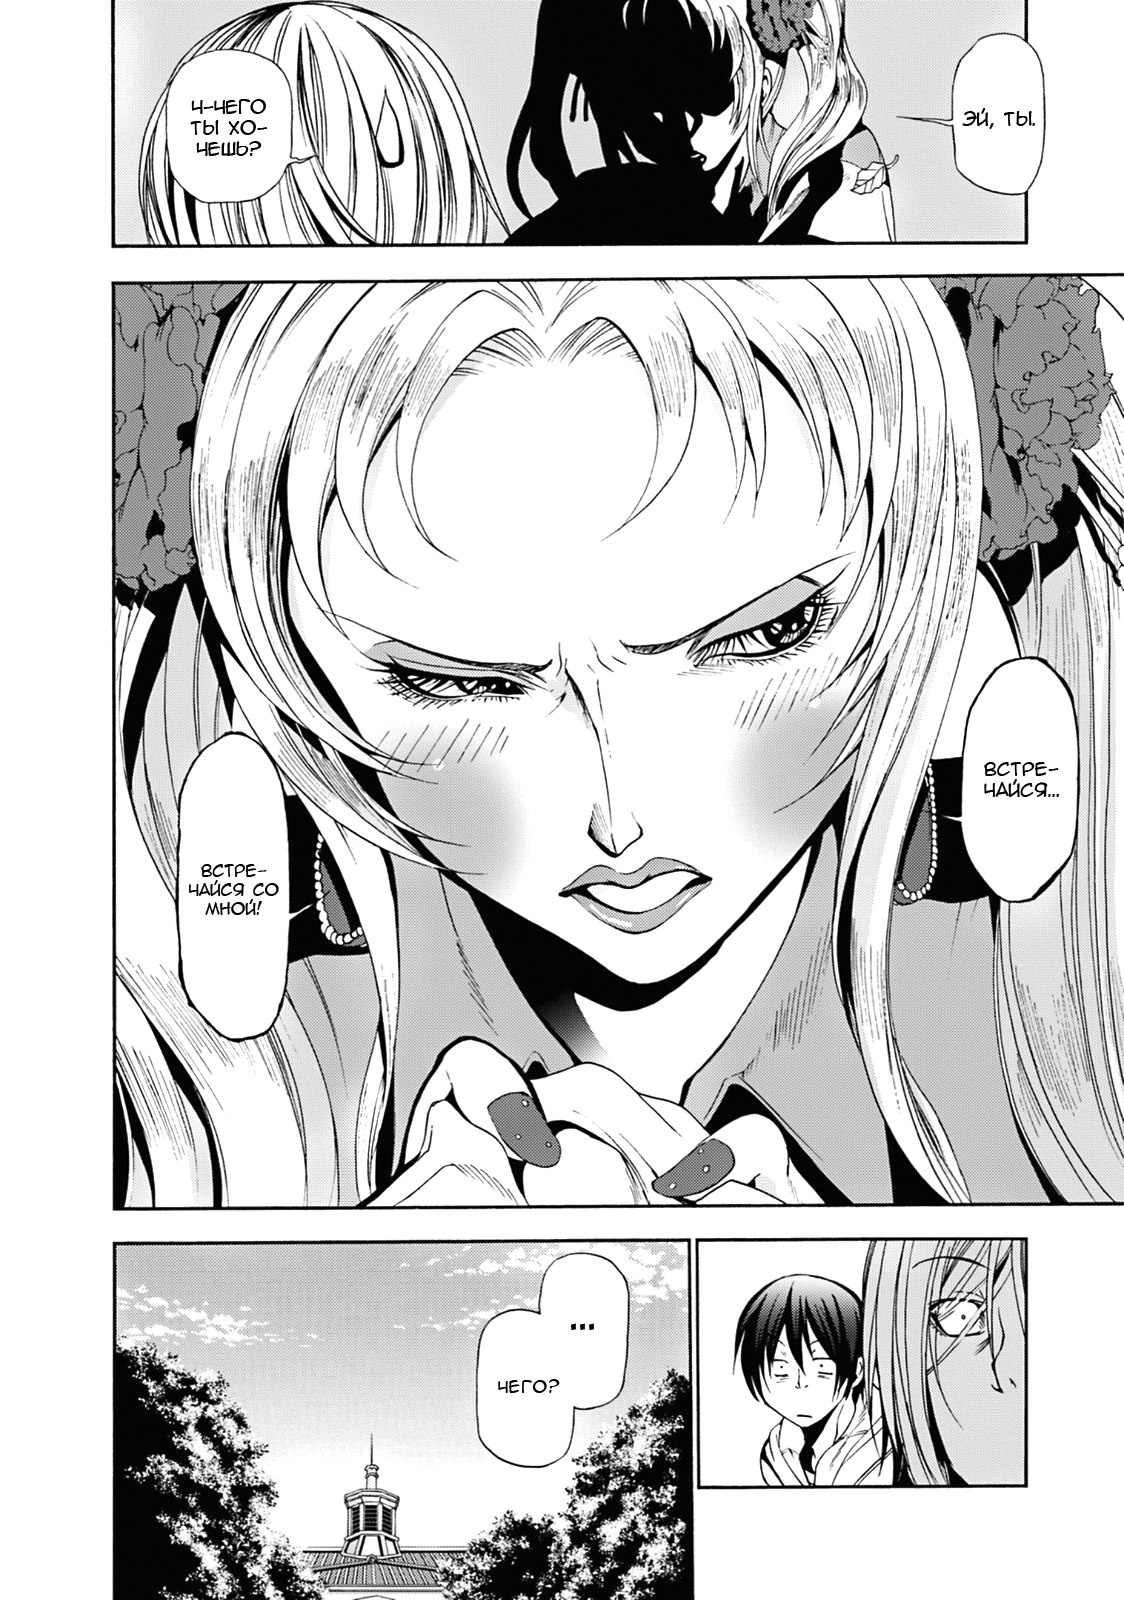 ЭЙ, ТЫ.
Ч-ЧЕГО
ТЫ ХО-
ЧЕШЬ?
ВСТРЕ-
ЧАЙСЯ...
ВСТРЕ-
ЧАЙСЯ СО
МНОЙ!
...
ЧЕГО?